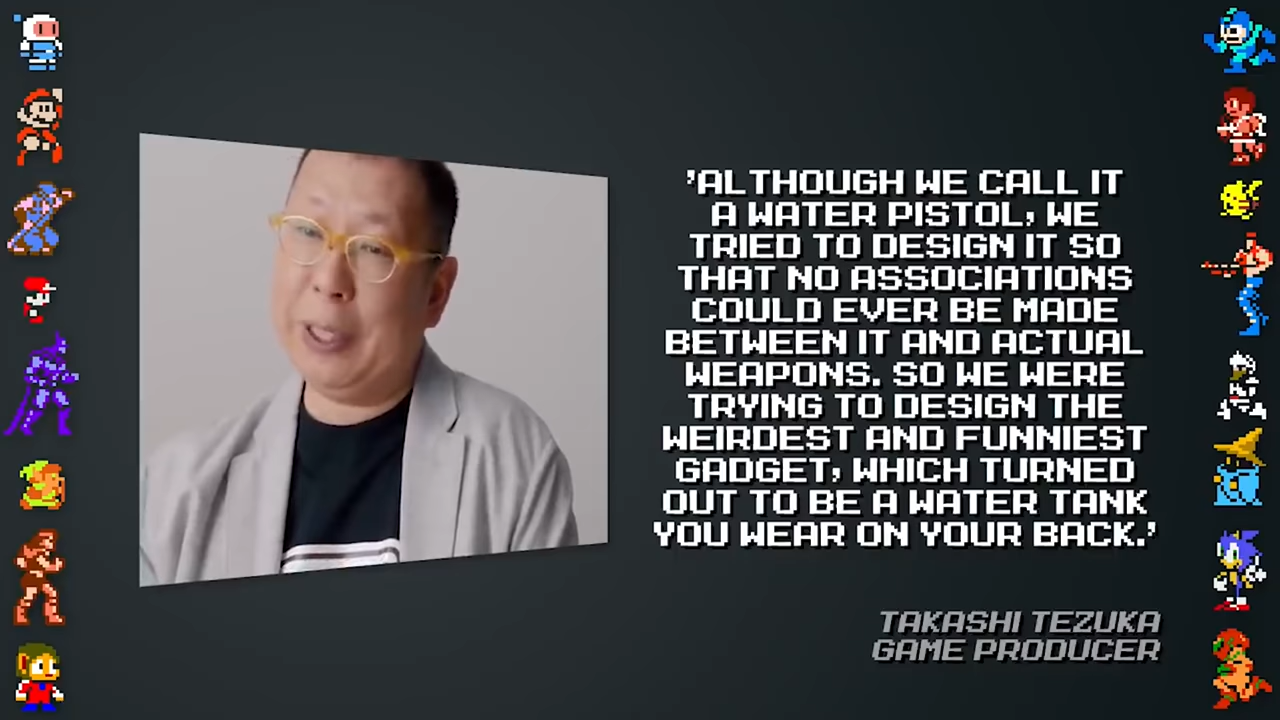 'ALTHOUGH WE CALL IT
A WATER PISTOL, WE
TRIED TO DESIGN IT SO
THAT NO ASSOCIATIONS
COULD EVER BE MADE
BETWEEN IT AND ACTUAL
WEAPONS. SO WE WERE
TRYING TO DESIGN THE
WEIRDEST AND FUNNIEST
GADGET, WHICH TURNED
OUT TO BE A WATER TANK
YOU WEAR ON YOUR BACK.'
TAKASHI TEZUKA
GAME PRODUCER